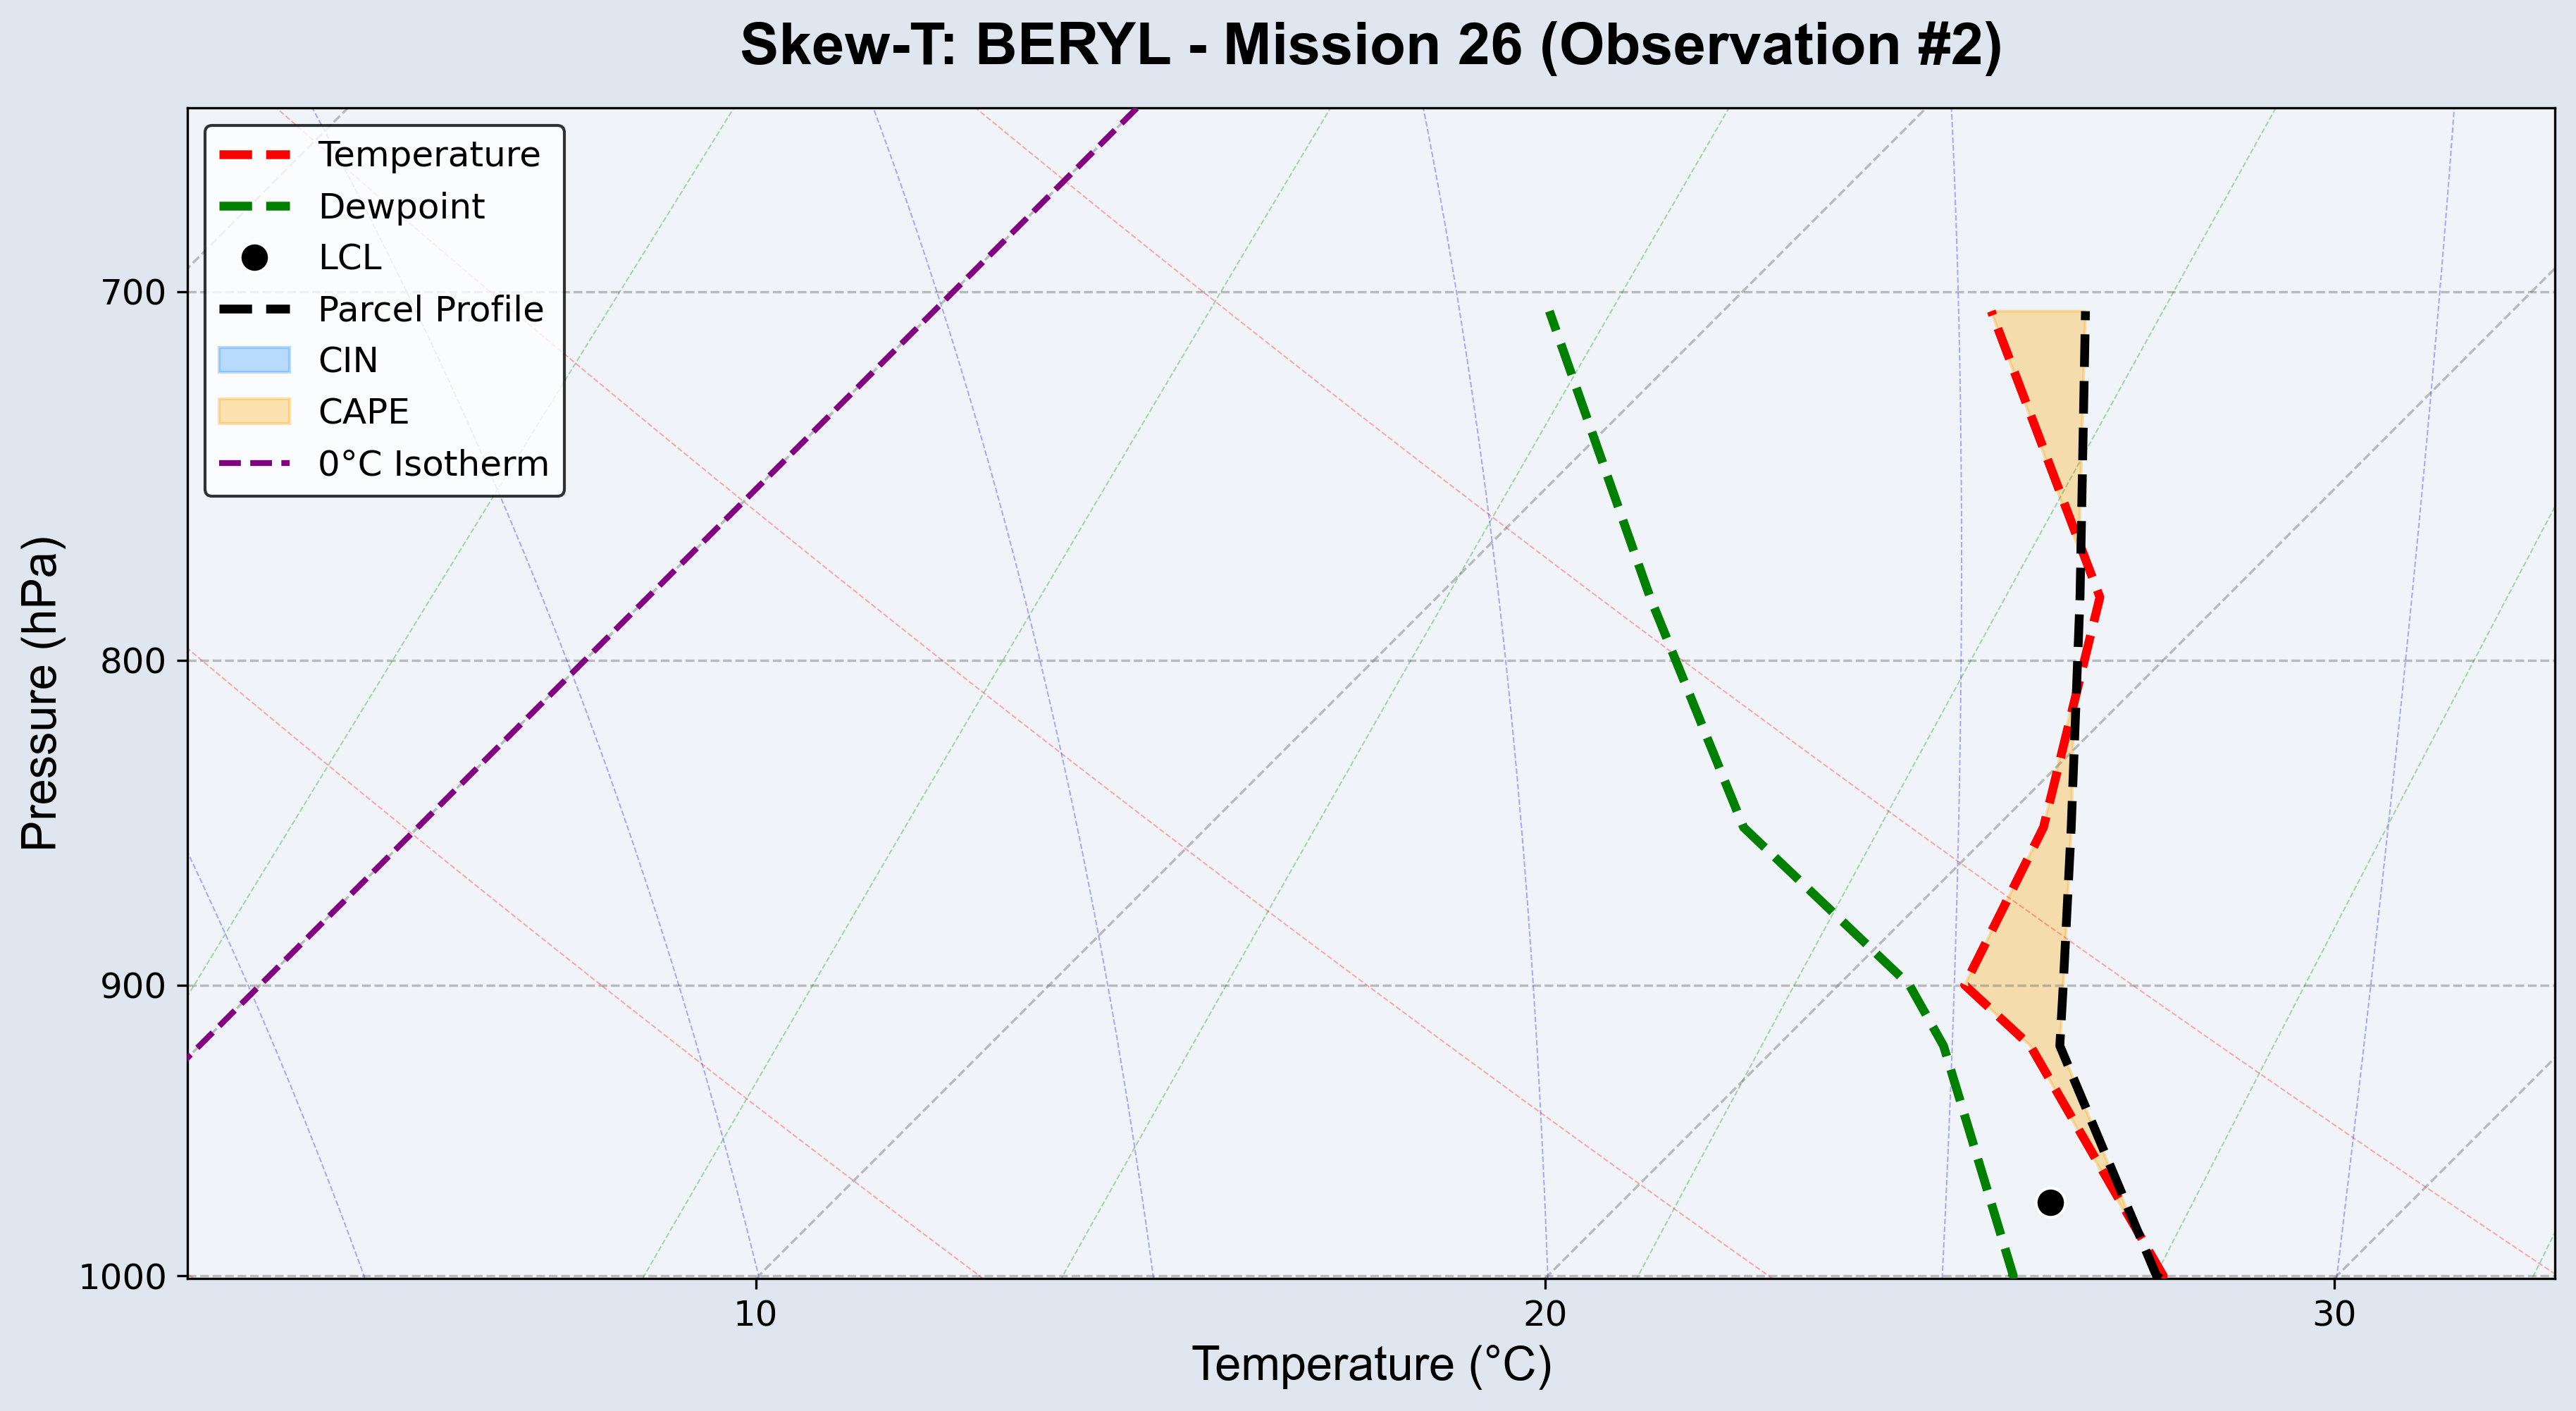 Skew-T: BERYL - Mission 26 (Observation #2)
Temperature
Dewpoint
LCL
Parcel Profile
CIN
CAPE
0°C Isotherm
Pressure (hPa)
700
800
900
1000
10
20
30
Temperature (°C)